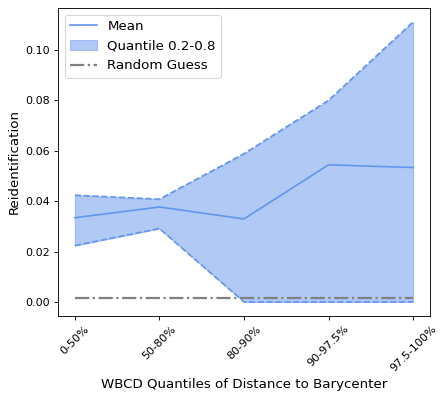 Mean
Quantile 0.2-0.8
Random Guess
Reidentification
0.10
0.08
0.06
0.04
0.02
0.00
0-50%
50-80%
80-90%
90-97.5%
97.5-100%
WBCD Quantiles of Distance to Barycenter